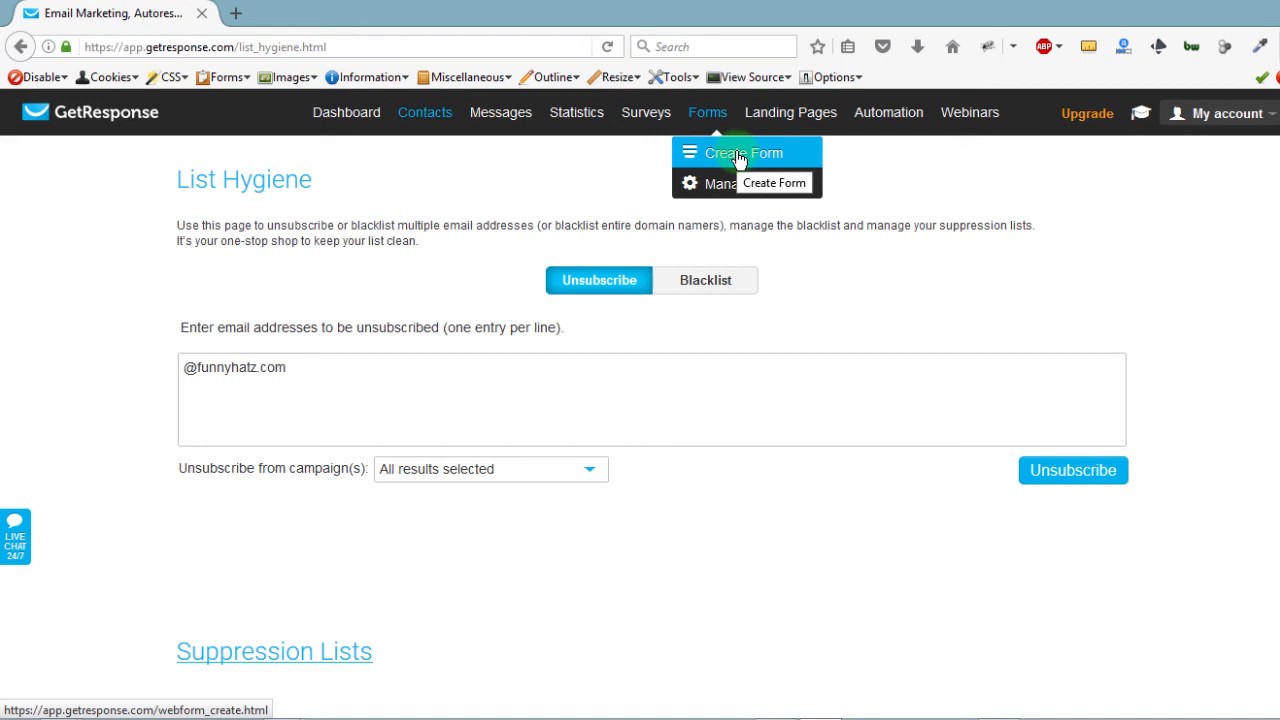 Email Marketing, Autores...
https://app.getresponse.com/list_hygiene.html
Search
ABP
bw
Disable Cookies CSS Forms Images Information Miscellaneous Outline Resize Tools View Source Options
GetResponse
Dashboard Contacts Messages Statistics Surveys Forms Landing Pages Automation Webinars Upgrade My account
Create Form
Mana
Create Form
List Hygiene
Use this page to unsubscribe or blacklist multiple email addresses (or blacklist entire domain namers), manage the blacklist and manage your suppression lists.
It's your one-stop shop to keep your list clean.
Unsubscribe Blacklist
Enter email addresses to be unsubscribed (one entry per line).
@funnyhatz.com
Unsubscribe from campaign(s): All results selected
Unsubscribe
LIVE
CHAT
24/7
Suppression Lists
https://app.getresponse.com/webform_create.html